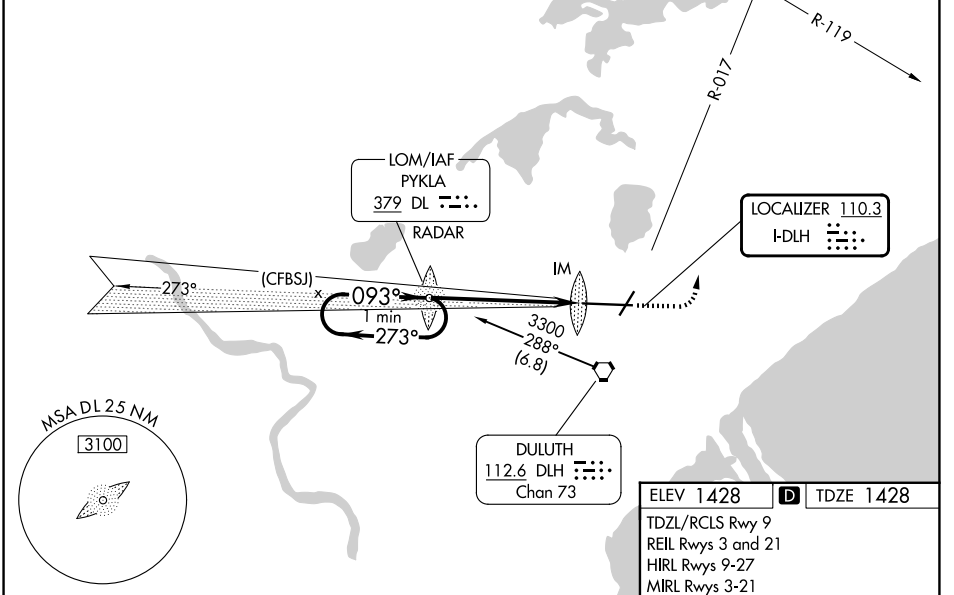 R-119
R-017
LOM/IAF
PYKLA
379 DL
RADAR
LOCALIZER 110.3
I-DLH
IM
(CFBSJ)
273°
x
093°
1 min
273°
3300
288°
(6.8)
MSA DL 25 NM
3100
DULUTH
112.6 DLH
Chan 73
ELEV 1428 D TDZE 1428
TDZL/RCLS Rwy 9
REIL Rwys 3 and 21
HIRL Rwys 9-27
MIRL Rwys 3-21